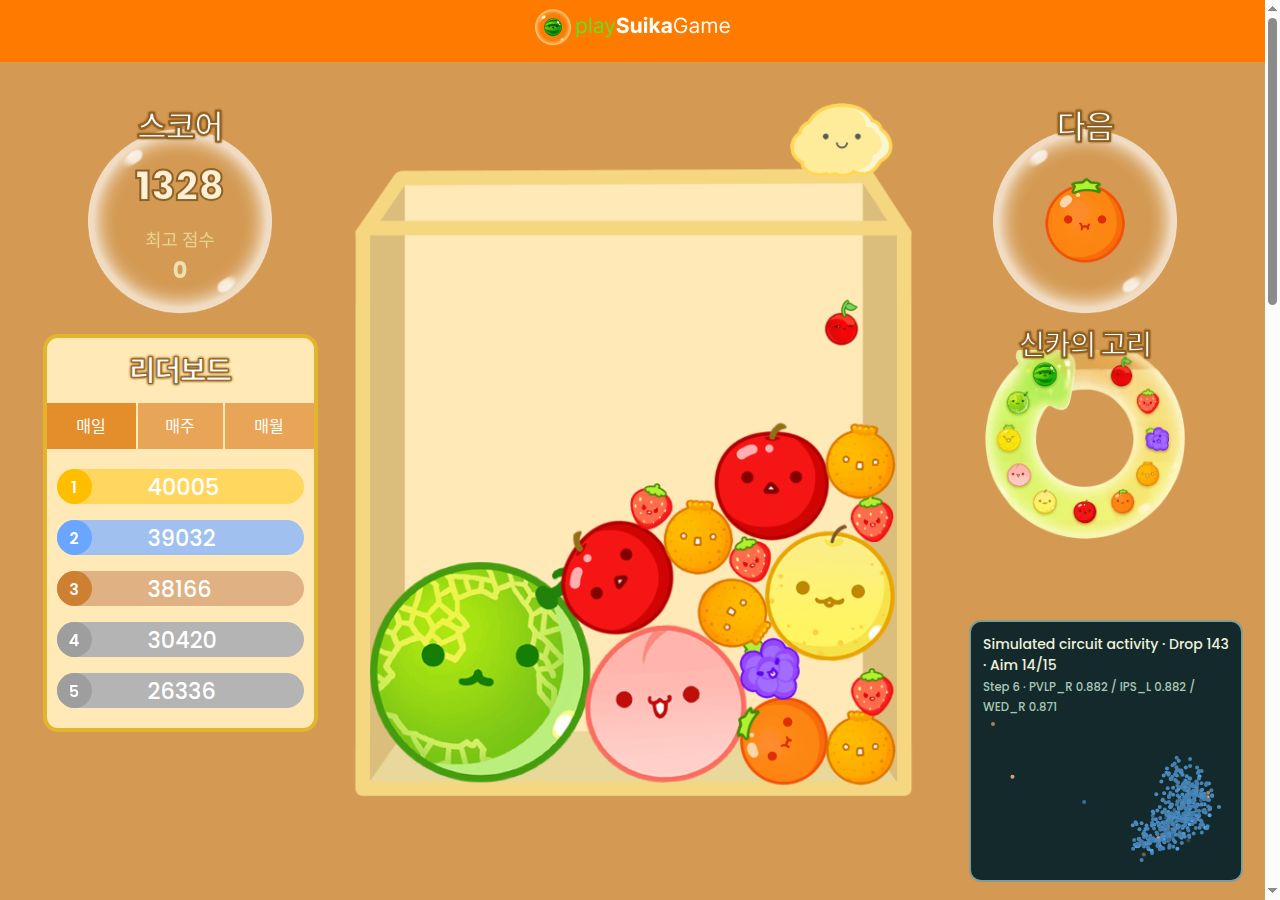 playSuikaGame
스코어
1328
최고 점수
0
리더보드
매일 매주 매월
1 40005
2 39032
3 38166
4 30420
5 26336
다음
신카의 고리
Simulated circuit activity · Drop 143
· Aim 14/15
Step 6 · PVLP_R 0.882 / IPS_L 0.882 /
WED_R 0.871